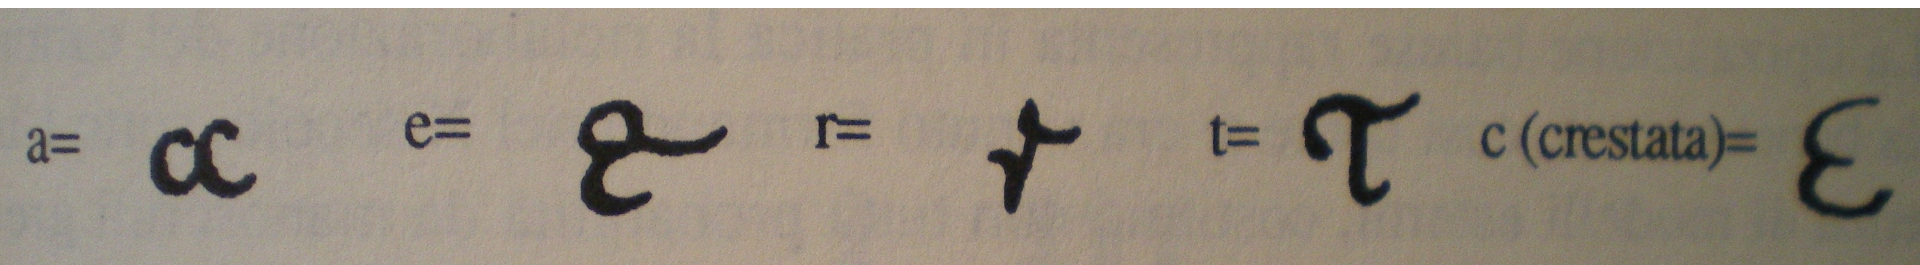 a= a e= e r= r t= τ c (crestata)= ε